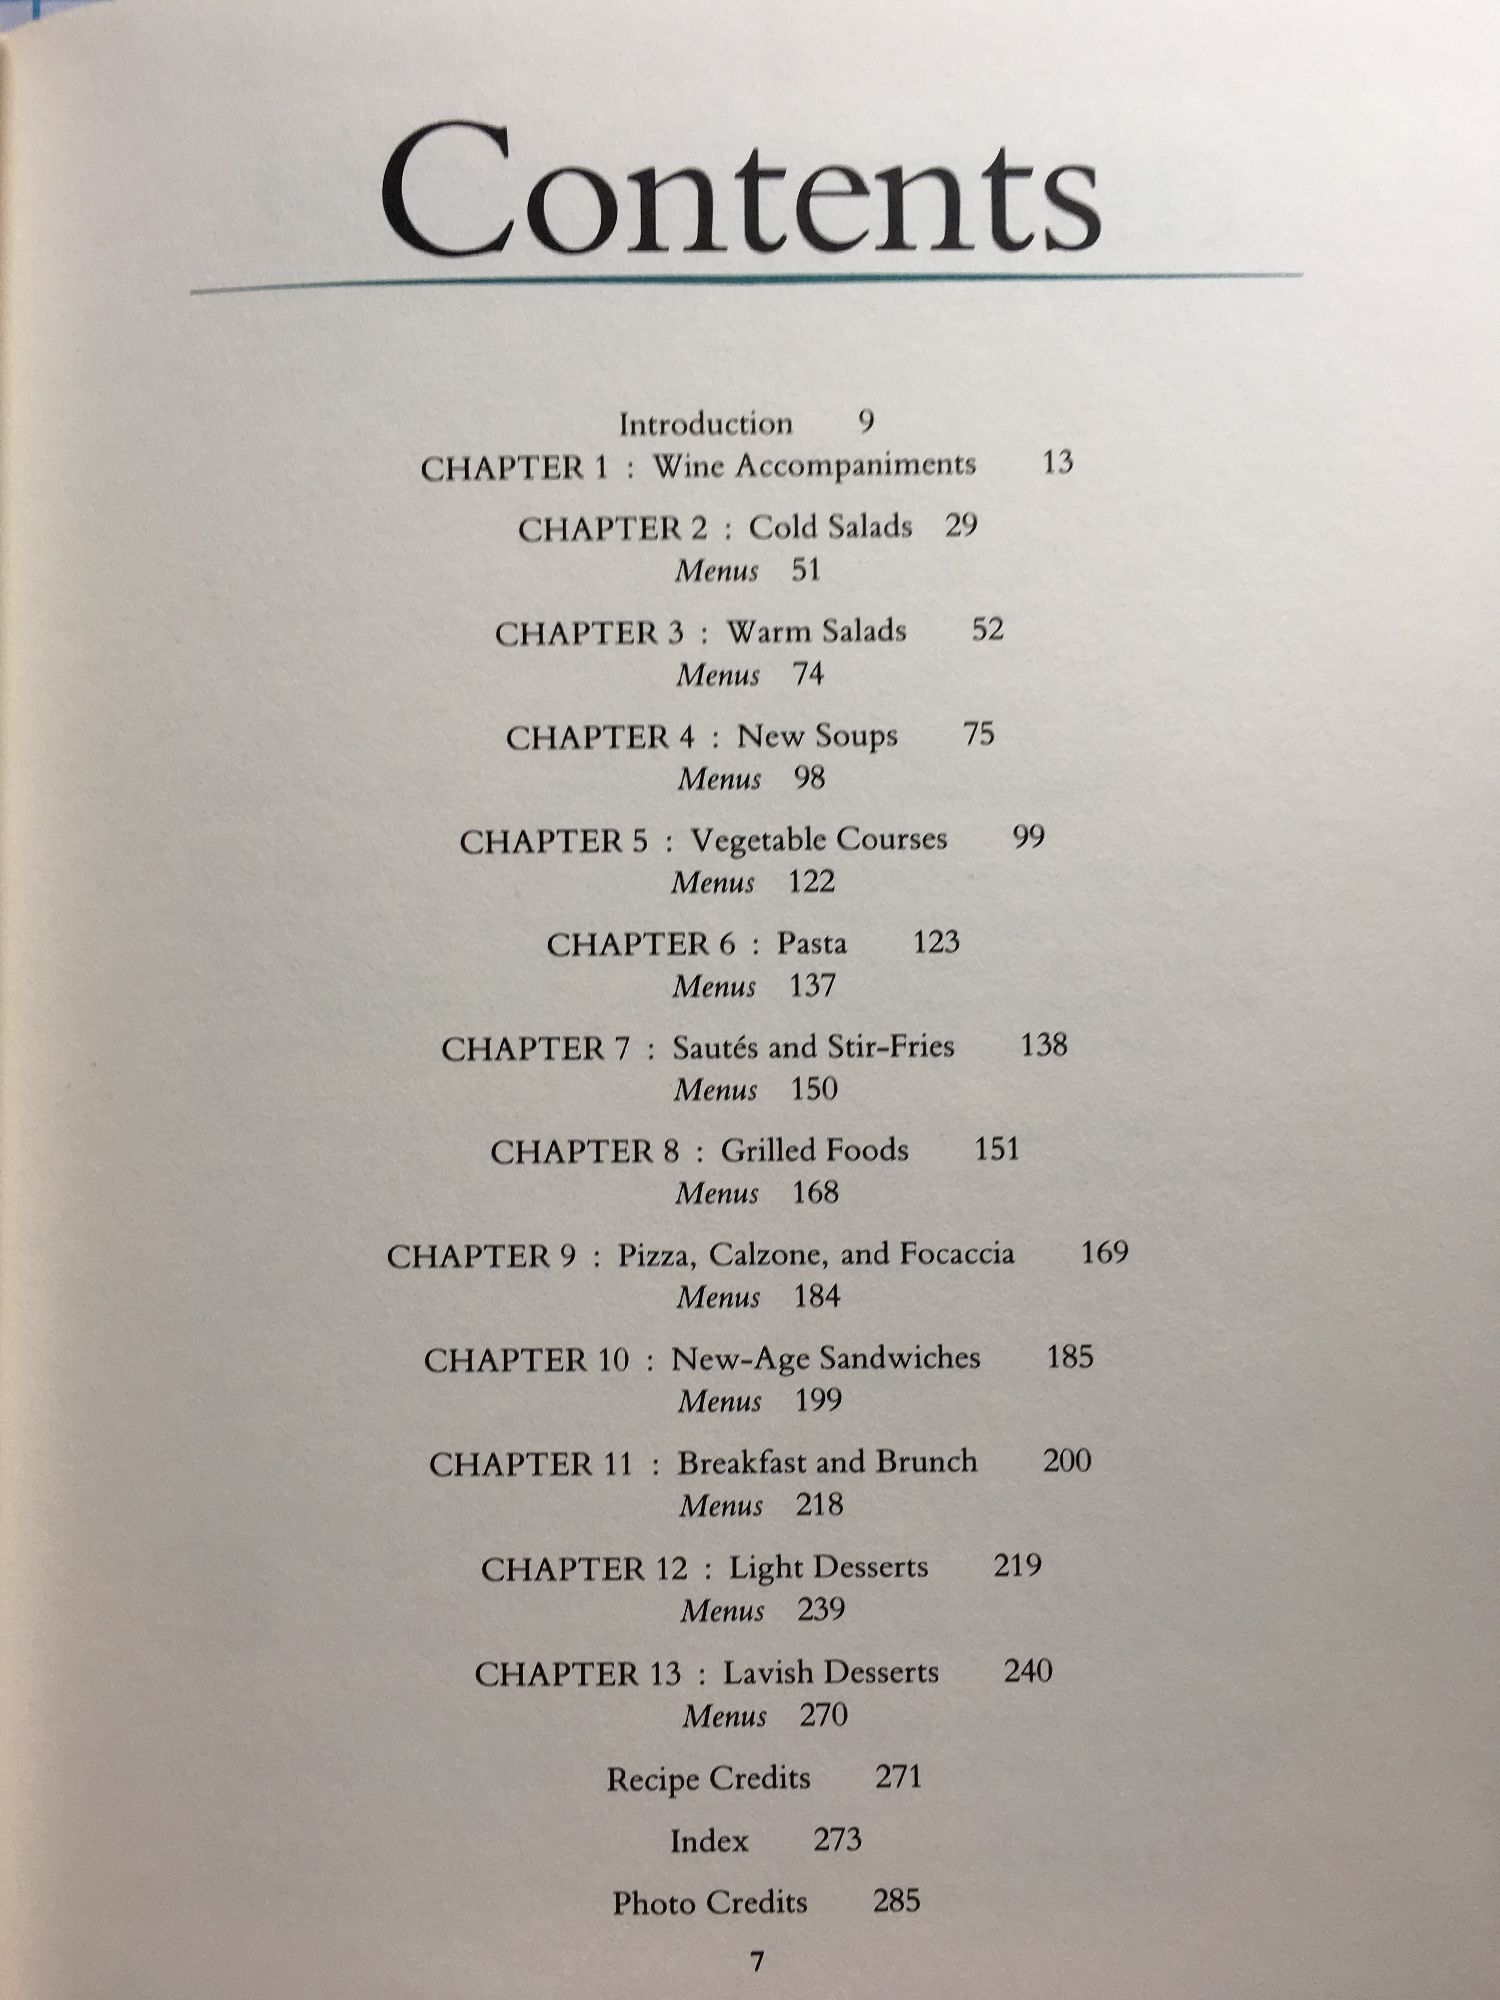 Contents
Introduction 9
CHAPTER 1 : Wine Accompaniments 13
CHAPTER 2 : Cold Salads 29
Menus 51
CHAPTER 3 : Warm Salads 52
Menus 74
CHAPTER 4 : New Soups 75
Menus 98
CHAPTER 5 : Vegetable Courses 99
Menus 122
CHAPTER 6 : Pasta 123
Menus 137
CHAPTER 7 : Sautés and Stir-Fries 138
Menus 150
CHAPTER 8 : Grilled Foods 151
Menus 168
CHAPTER 9 : Pizza, Calzone, and Focaccia 169
Menus 184
CHAPTER 10 : New-Age Sandwiches 185
Menus 199
CHAPTER 11 : Breakfast and Brunch 200
Menus 218
CHAPTER 12 : Light Desserts 219
Menus 239
CHAPTER 13 : Lavish Desserts 240
Menus 270
Recipe Credits 271
Index 273
Photo Credits 285
7